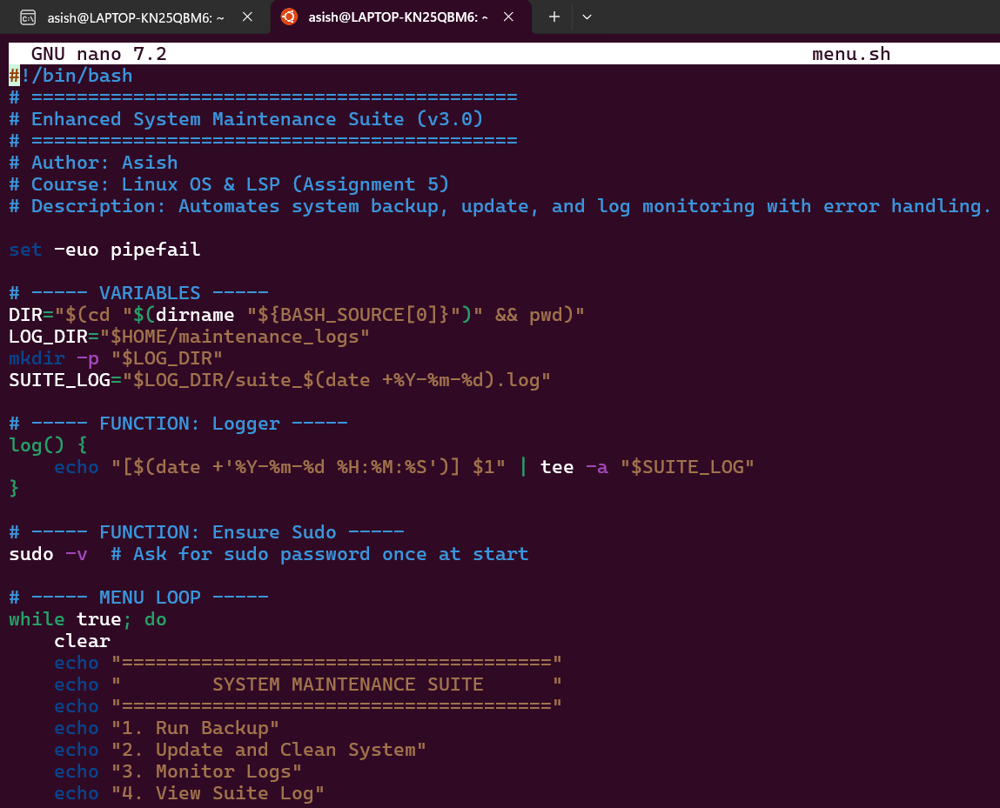 asish@LAPTOP-KN25QBM6: ~
asish@LAPTOP-KN25QBM6: ~
GNU nano 7.2 menu.sh
#!/bin/bash
# ===========================================
# Enhanced System Maintenance Suite (v3.0)
# ===========================================
# Author: Asish
# Course: Linux OS & LSP (Assignment 5)
# Description: Automates system backup, update, and log monitoring with error handling.

set -euo pipefail

# ----- VARIABLES -----
DIR="$(cd "$(dirname "${BASH_SOURCE[0]}")" && pwd)"
LOG_DIR="$HOME/maintenance_logs"
mkdir -p "$LOG_DIR"
SUITE_LOG="$LOG_DIR/suite_$(date +%Y-%m-%d).log"

# ----- FUNCTION: Logger -----
log() {
    echo "[$(date +'%Y-%m-%d %H:%M:%S')] $1" | tee -a "$SUITE_LOG"
}

# ----- FUNCTION: Ensure Sudo -----
sudo -v  # Ask for sudo password once at start

# ----- MENU LOOP -----
while true; do
    clear
    echo "======================================"
    echo "        SYSTEM MAINTENANCE SUITE      "
    echo "======================================"
    echo "1. Run Backup"
    echo "2. Update and Clean System"
    echo "3. Monitor Logs"
    echo "4. View Suite Log"